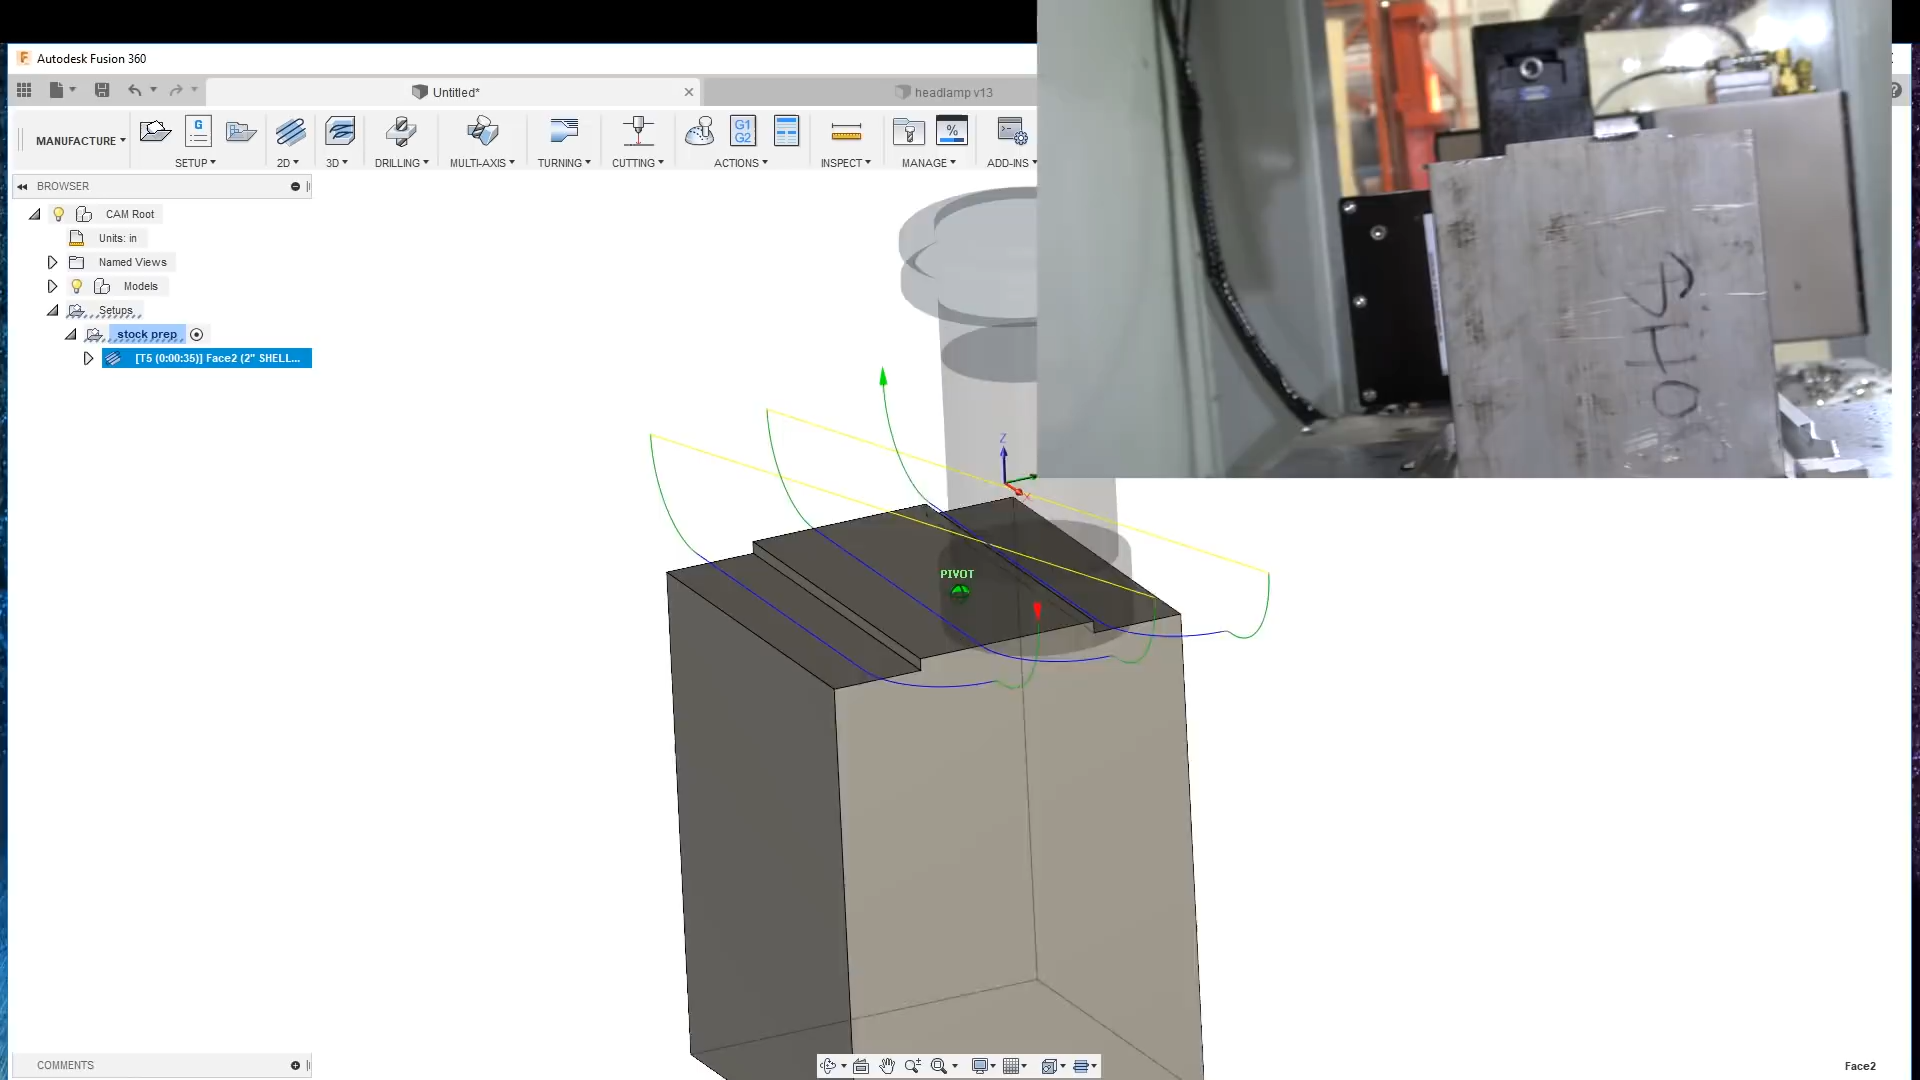 Autodesk Fusion 360
Untitled*
headlamp v13
MANUFACTURE
G
G1
G2
%
SETUP
2D
3D
DRILLING
MULTI-AXIS
TURNING
CUTTING
ACTIONS
INSPECT
MANAGE
ADD-INS
BROWSER
CAM Root
Units: in
Named Views
Models
Setups
stock prep
[T5 (0:00:35)] Face2 (2" SHELL...
Z
X
PIVOT
COMMENTS
Face2